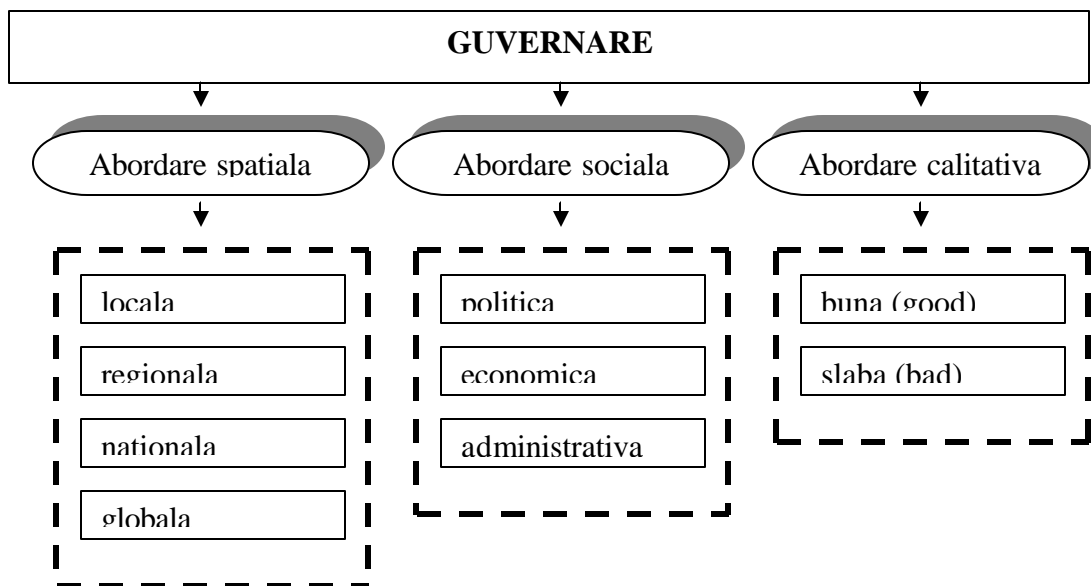 GUVERNARE
Abordare spatiala
Abordare sociala
Abordare calitativa
locala
regionala
nationala
globala
politica
economica
administrativa
buna (good)
slaba (bad)